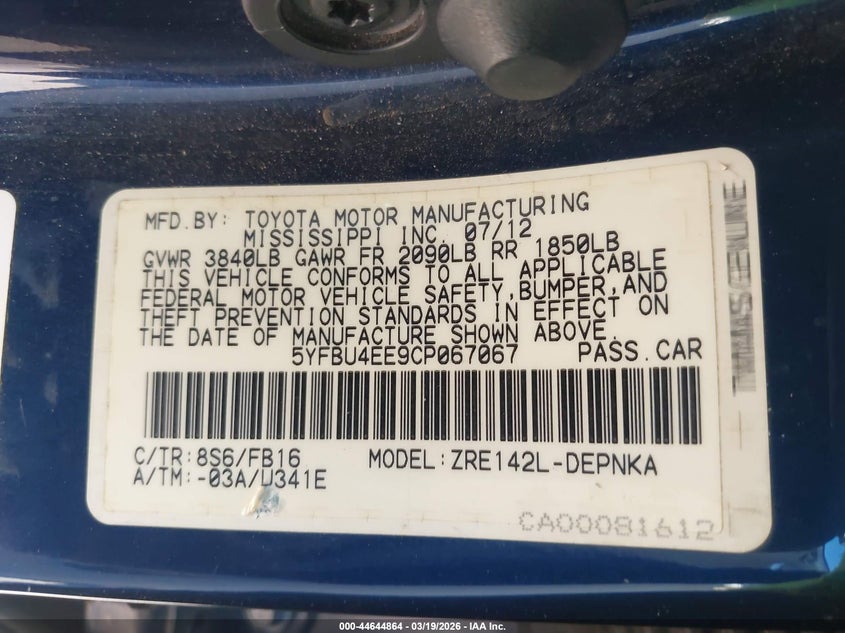 MFD.BY: TOYOTA MOTOR MANUFACTURING
MISSISSIPPI INC. 07/12
GVWR 3840LB GAWR FR 2090LB RR 1850LB
THIS VEHICLE CONFORMS TO ALL APPLICABLE
FEDERAL MOTOR VEHICLE SAFETY,BUMPER,AND
THEFT PREVENTION STANDARDS IN EFFECT ON
THE DATE OF MANUFACTURE SHOWN ABOVE.
5YFBU4EE9CP067067 PASS.CAR
C/TR:8S6/FB16 MODEL:ZRE142L-DEPNKA
A/TM:-03A/U341E
CA00081612
GENUINE
000-44644864 | 03/19/2026 - IAA Inc.